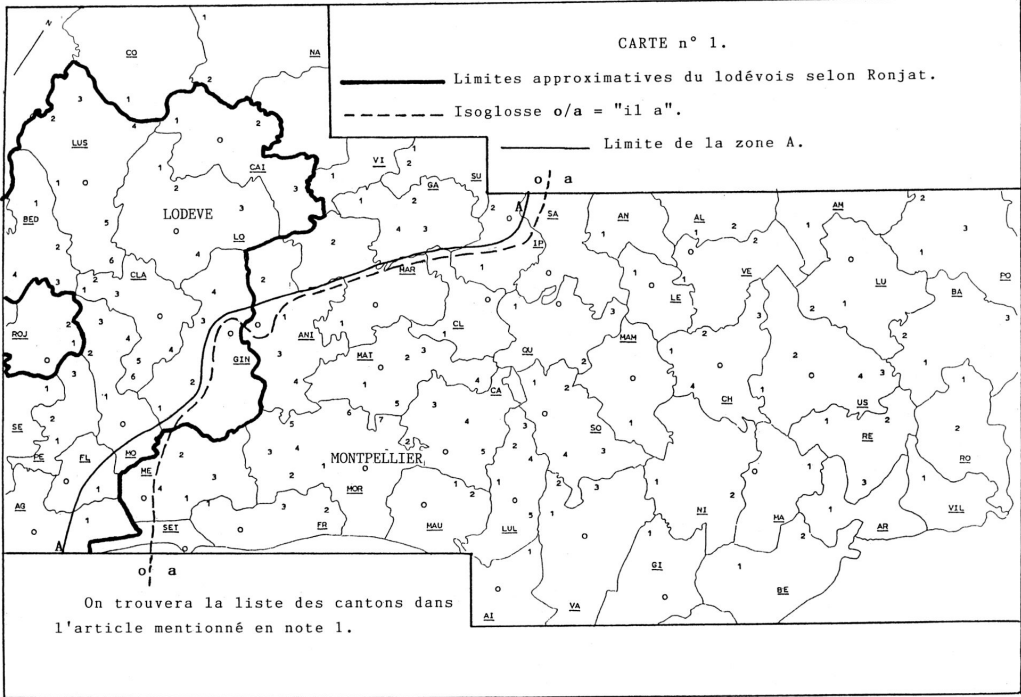 CARTE n° 1.
Limites approximatives du lodévois selon Ronjat.
Isoglosse o/a = "il a".
Limite de la zone A.
N
CO
NA
LUS
CAI
VI
GA
SU
o a
A
SA
AN
AL
AM
BED
LODEVE
LO
IP
VE
LU
BA
PO
CLA
MAR
LE
ROJ
GIN
ANI
CL
MAT
QU
MAM
CA
CH
US
SE
PE
FL
MO
ME
MONTPELLIER
SO
RE
RO
AG
SET
MOR
FR
MAU
LUL
NI
MA
AR
VIL
A
o a
GI
BE
AI
VA
On trouvera la liste des cantons dans
l'article mentionné en note 1.